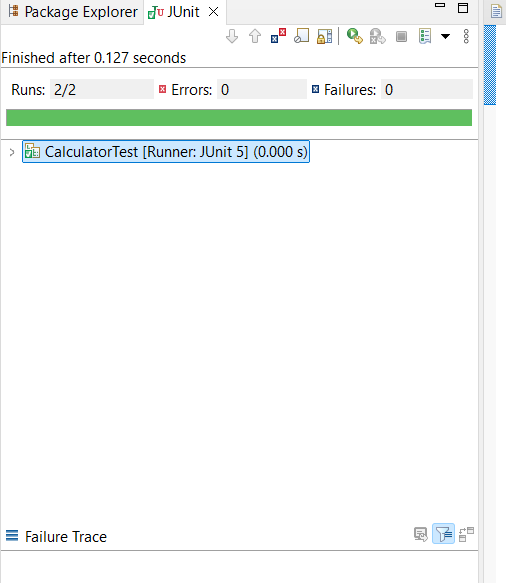 Package Explorer JUnit
Finished after 0.127 seconds
Runs: 2/2 Errors: 0 Failures: 0
CalculatorTest [Runner: JUnit 5] (0.000 s)
Failure Trace